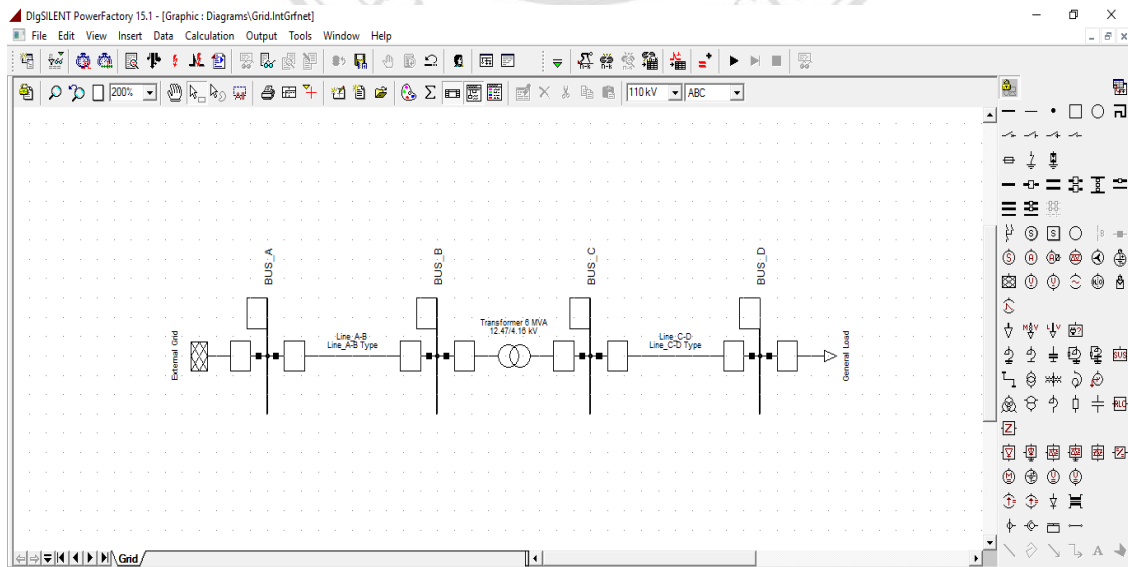 DIgSILENT PowerFactory 15.1 - [Graphic : Diagrams\Grid.IntGrfnet]
File Edit View Insert Data Calculation Output Tools Window Help
200% 110 kV ABC
BUS_A
BUS_B
BUS_C
BUS_D
External Grid
Line_A-B
Line_A-B Type
Transformer 6 MVA
12.47/4.16 kV
Line_C-D
Line_C-D Type
General Load
Grid